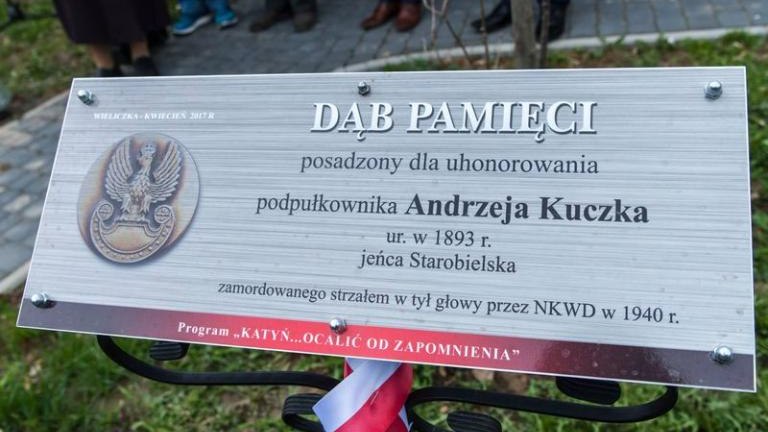 WIELICZKA - KWIECIEŃ 2017 R
DĄB PAMIĘCI
posadzony dla uhonorowania
podpułkownika Andrzeja Kuczka
ur. w 1893 r.
jeńca Starobielska
zamordowanego strzałem w tył głowy przez NKWD w 1940 r.
Program „KATYŃ...OCALIĆ OD ZAPOMNIENIA”